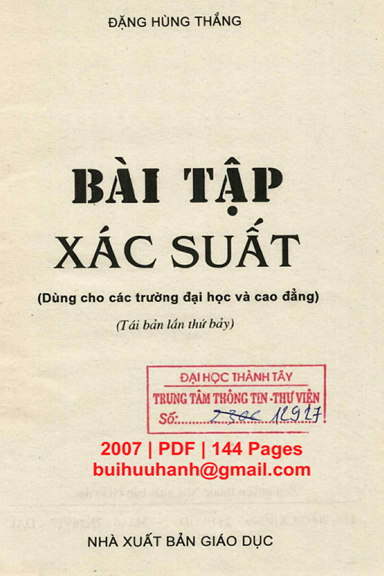 ĐẶNG HÙNG THẮNG
BÀI TẬP
XÁC SUẤT
(Dùng cho các trường đại học và cao đẳng)
(Tái bản lần thứ bảy)
ĐẠI HỌC THÀNH TÂY
TRUNG TÂM THÔNG TIN -THƯ VIỆN
Số: 12917
2007 | PDF | 144 Pages
buihuuhanh@gmail.com
NHÀ XUẤT BẢN GIÁO DỤC